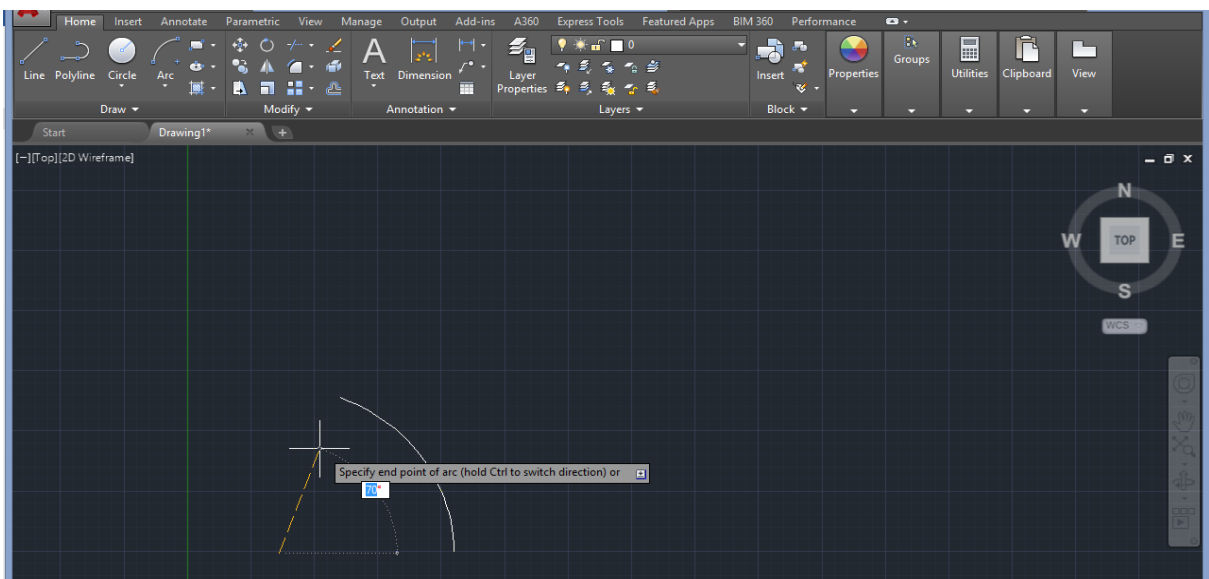 Home Insert Annotate Parametric View Manage Output Add-ins A360 Express Tools Featured Apps BIM 360 Performance
0
Line Polyline Circle Arc Text Dimension Layer Properties Insert Properties Groups Utilities Clipboard View
Draw Modify Annotation Layers Block
Start Drawing1*
[−][Top][2D Wireframe]
N
W TOP E
S
WCS
Specify end point of arc (hold Ctrl to switch direction) or
70°